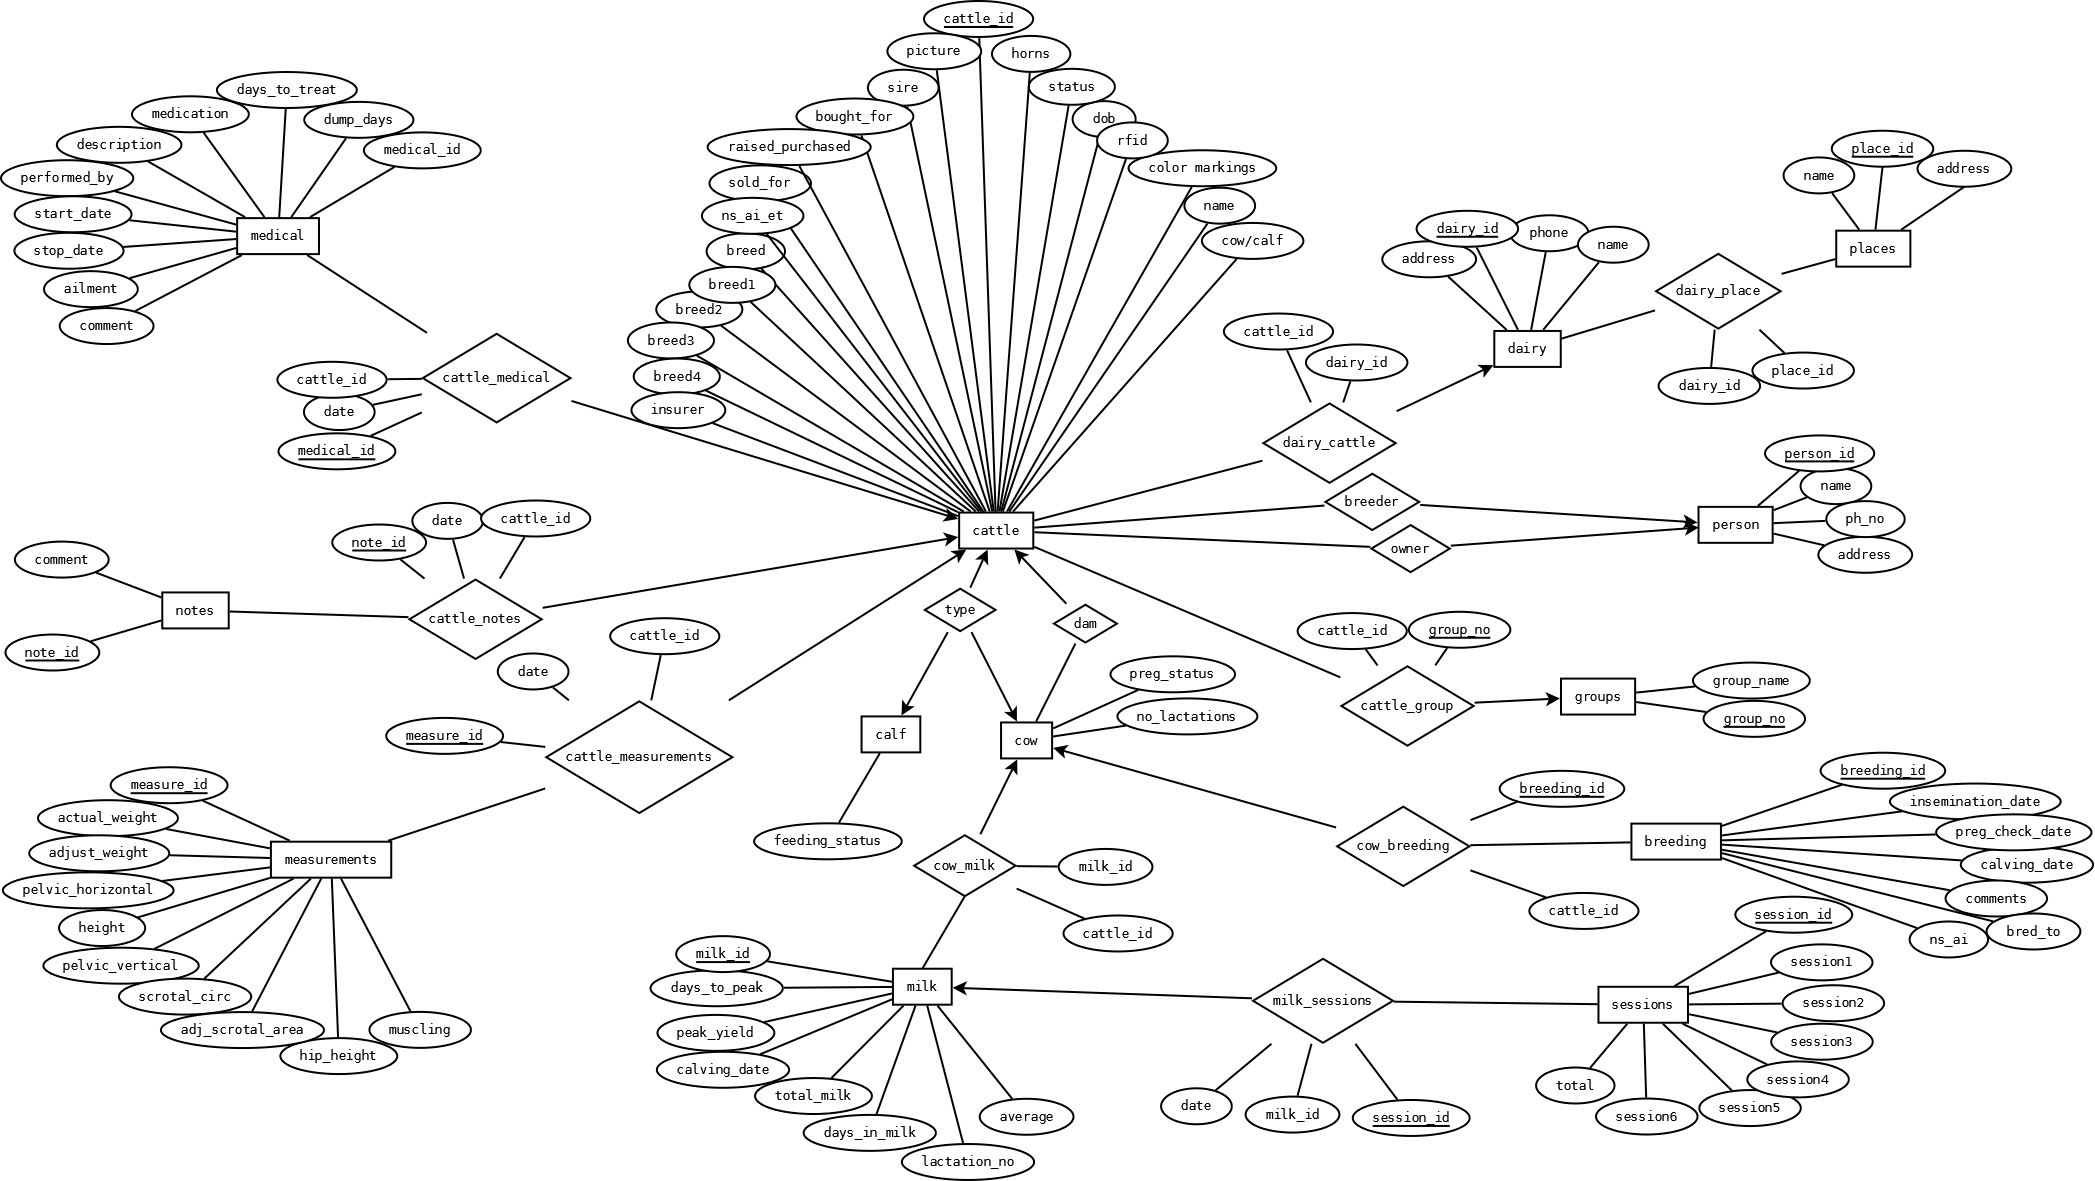 cattle_id
picture
horns
sire
status
bought_for
dob
rfid
raised_purchased
color markings
sold_for
name
ns_ai_et
cow/calf
breed
breed1
breed2
breed3
breed4
insurer
days_to_treat
medication
dump_days
description
medical_id
performed_by
start_date
stop_date
ailment
comment
medical
cattle_medical
cattle_id
date
medical_id
place_id
name
address
places
dairy_id
phone
name
address
dairy
dairy_place
dairy_id
place_id
cattle_id
dairy_id
dairy_cattle
breeder
owner
person
person_id
name
ph_no
address
cattle
note_id
date
cattle_id
comment
notes
note_id
cattle_notes
type
dam
cattle_id
date
measure_id
cattle_measurements
calf
feeding_status
cow
preg_status
no_lactations
cattle_id
group_no
cattle_group
groups
group_name
group_no
measure_id
actual_weight
adjust_weight
pelvic_horizontal
height
pelvic_vertical
scrotal_circ
adj_scrotal_area
hip_height
muscling
measurements
cow_milk
milk_id
cattle_id
breeding_id
cow_breeding
cattle_id
breeding
breeding_id
insemination_date
preg_check_date
calving_date
comments
bred_to
ns_ai
milk_id
days_to_peak
peak_yield
calving_date
total_milk
days_in_milk
lactation_no
average
milk
milk_sessions
date
milk_id
session_id
sessions
session_id
session1
session2
session3
session4
session5
session6
total